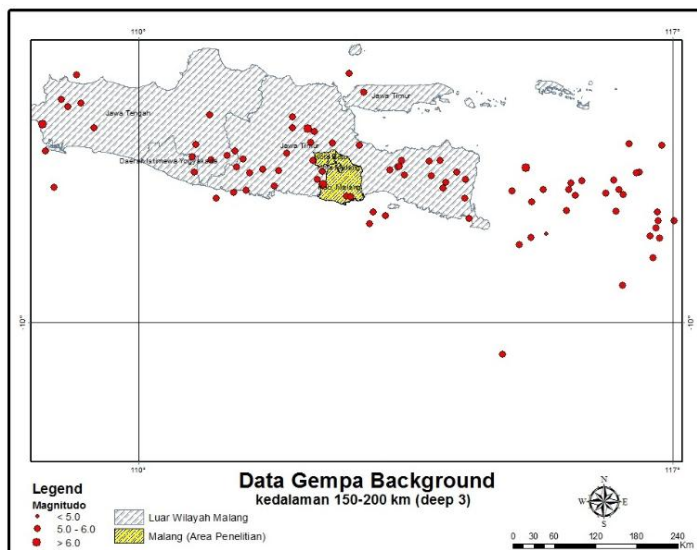 110°
117°
Jawa Timur
Jawa Tengah
Jawa Timur
Daerah Istimewa Yogyakarta
Kab. Malang
-10°
-10°
110°
117°
Data Gempa Background
kedalaman 150-200 km (deep 3)
Legend
Magnitudo
< 5.0
5.0 - 6.0
> 6.0
Luar Wilayah Malang
Malang (Area Penelitian)
N
W
E
S
0 30 60 120 180 240
Km